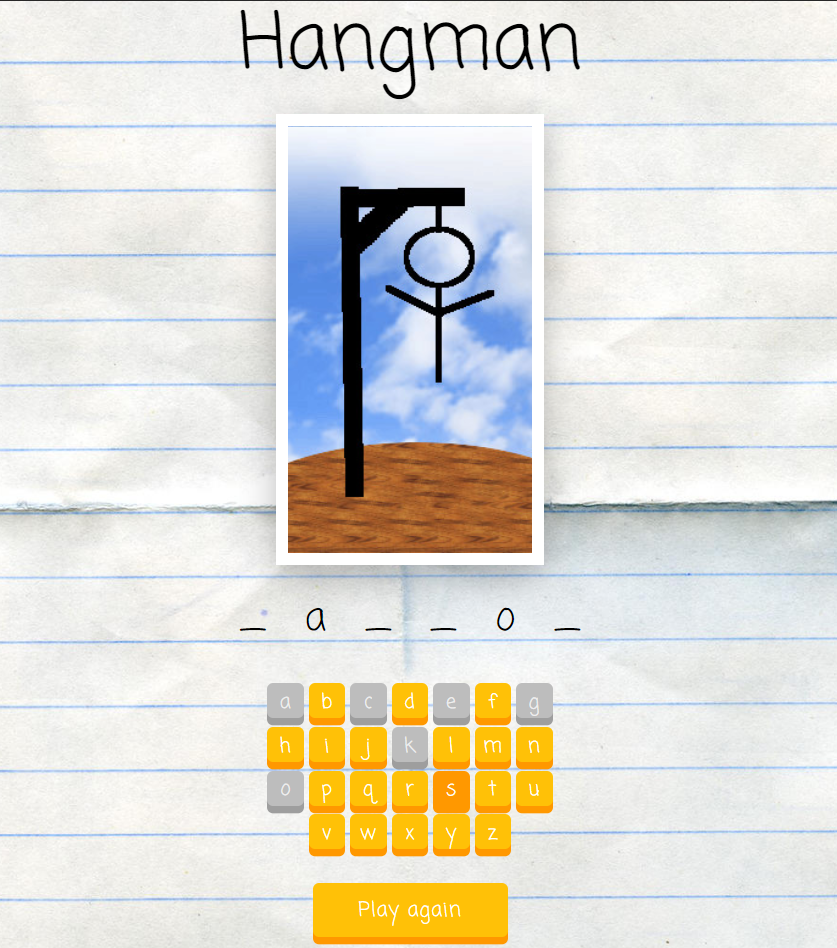 Hangman
_ a _ _ o _
a b c d e f g
h i j k l m n
o p q r s t u
v w x y z
Play again